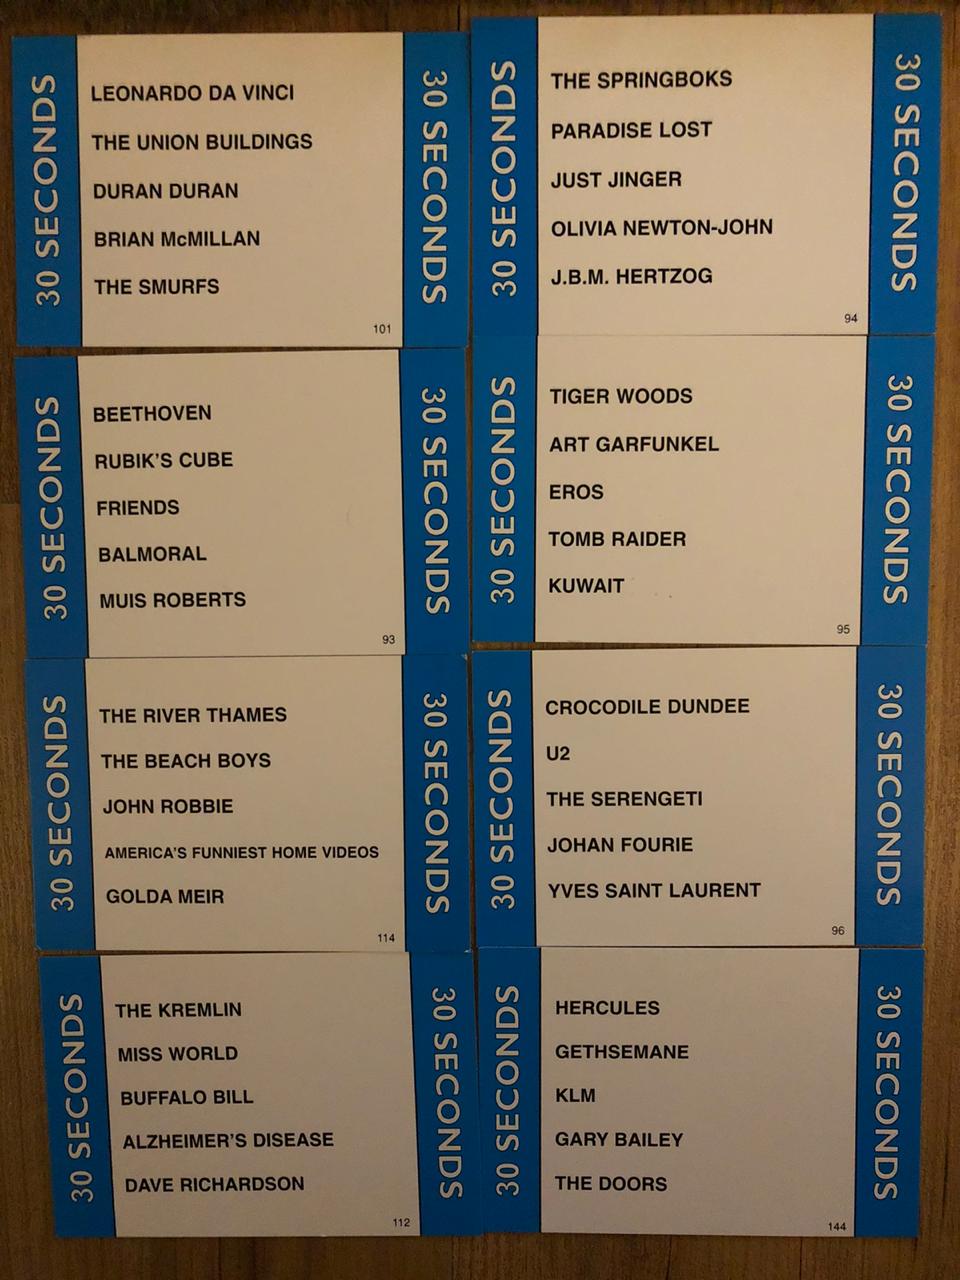 30 SECONDS
LEONARDO DA VINCI
THE UNION BUILDINGS
DURAN DURAN
BRIAN McMILLAN
THE SMURFS
101
30 SECONDS
30 SECONDS
THE SPRINGBOKS
PARADISE LOST
JUST JINGER
OLIVIA NEWTON-JOHN
J.B.M. HERTZOG
94
30 SECONDS
30 SECONDS
BEETHOVEN
RUBIK'S CUBE
FRIENDS
BALMORAL
MUIS ROBERTS
93
30 SECONDS
30 SECONDS
TIGER WOODS
ART GARFUNKEL
EROS
TOMB RAIDER
KUWAIT
95
30 SECONDS
30 SECONDS
THE RIVER THAMES
THE BEACH BOYS
JOHN ROBBIE
AMERICA'S FUNNIEST HOME VIDEOS
GOLDA MEIR
114
30 SECONDS
30 SECONDS
CROCODILE DUNDEE
U2
THE SERENGETI
JOHAN FOURIE
YVES SAINT LAURENT
96
30 SECONDS
30 SECONDS
THE KREMLIN
MISS WORLD
BUFFALO BILL
ALZHEIMER'S DISEASE
DAVE RICHARDSON
112
30 SECONDS
30 SECONDS
HERCULES
GETHSEMANE
KLM
GARY BAILEY
THE DOORS
144
30 SECONDS